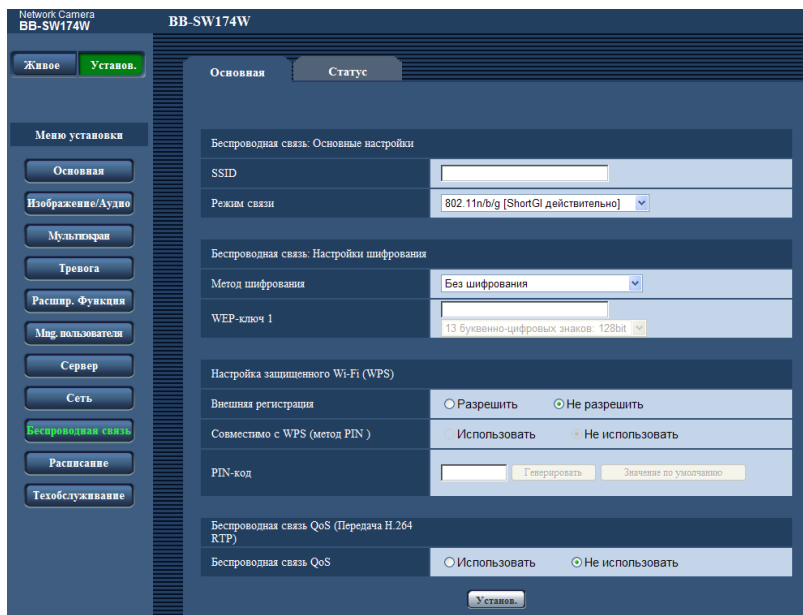 Network Camera
BB-SW174W
BB-SW174W
Живое
Установ.
Основная
Статус
Меню установки
Основная
Изображение/Аудио
Мультиэкран
Тревога
Расшир. Функция
Mng. пользователя
Сервер
Сеть
Беспроводная связь
Расписание
Техобслуживание
Беспроводная связь: Основные настройки
SSID
Режим связи
802.11n/b/g [ShortGI действительно]
Беспроводная связь: Настройки шифрования
Метод шифрования
Без шифрования
WEP-ключ 1
13 буквенно-цифровых знаков: 128bit
Настройка защищенного Wi-Fi (WPS)
Внешняя регистрация
Разрешить
Не разрешить
Совместимо с WPS (метод PIN )
Использовать
Не использовать
PIN-код
Генерировать
Значение по умолчанию
Беспроводная связь QoS (Передача H.264
RTP)
Беспроводная связь QoS
Использовать
Не использовать
Установ.